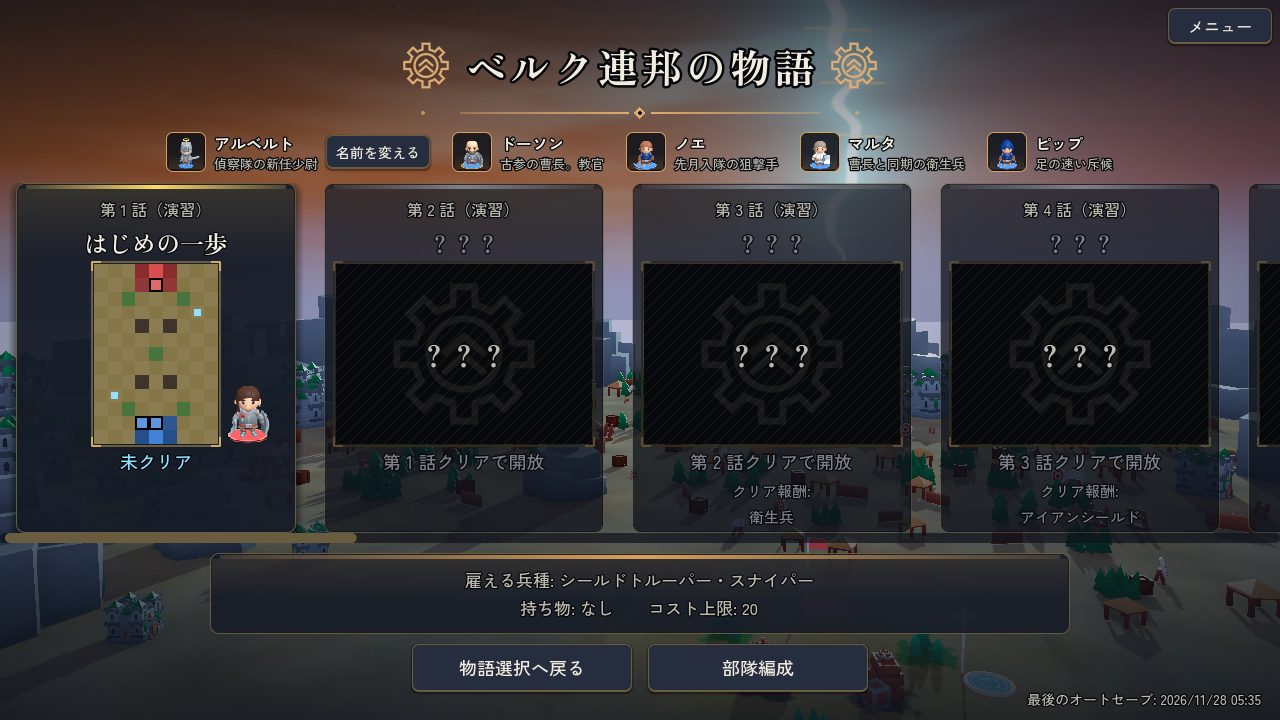 メニュー
ベルク連邦の物語
アルベルト
偵察隊の新任少尉
名前を変える
ドーソン
古参の曹長。教官
ノエ
先月入隊の狙撃手
マルタ
曹長と同期の衛生兵
ピップ
足の速い斥候
第1話（演習）
はじめの一歩
未クリア
第2話（演習）
？？？
？？？
第1話クリアで開放
第3話（演習）
？？？
？？？
第2話クリアで開放
クリア報酬:
衛生兵
第4話（演習）
？？？
？？？
第3話クリアで開放
クリア報酬:
アイアンシールド
雇える兵種: シールドトルーパー・スナイパー
持ち物: なし　　コスト上限: 20
物語選択へ戻る
部隊編成
最後のオートセーブ: 2026/11/28 05:35